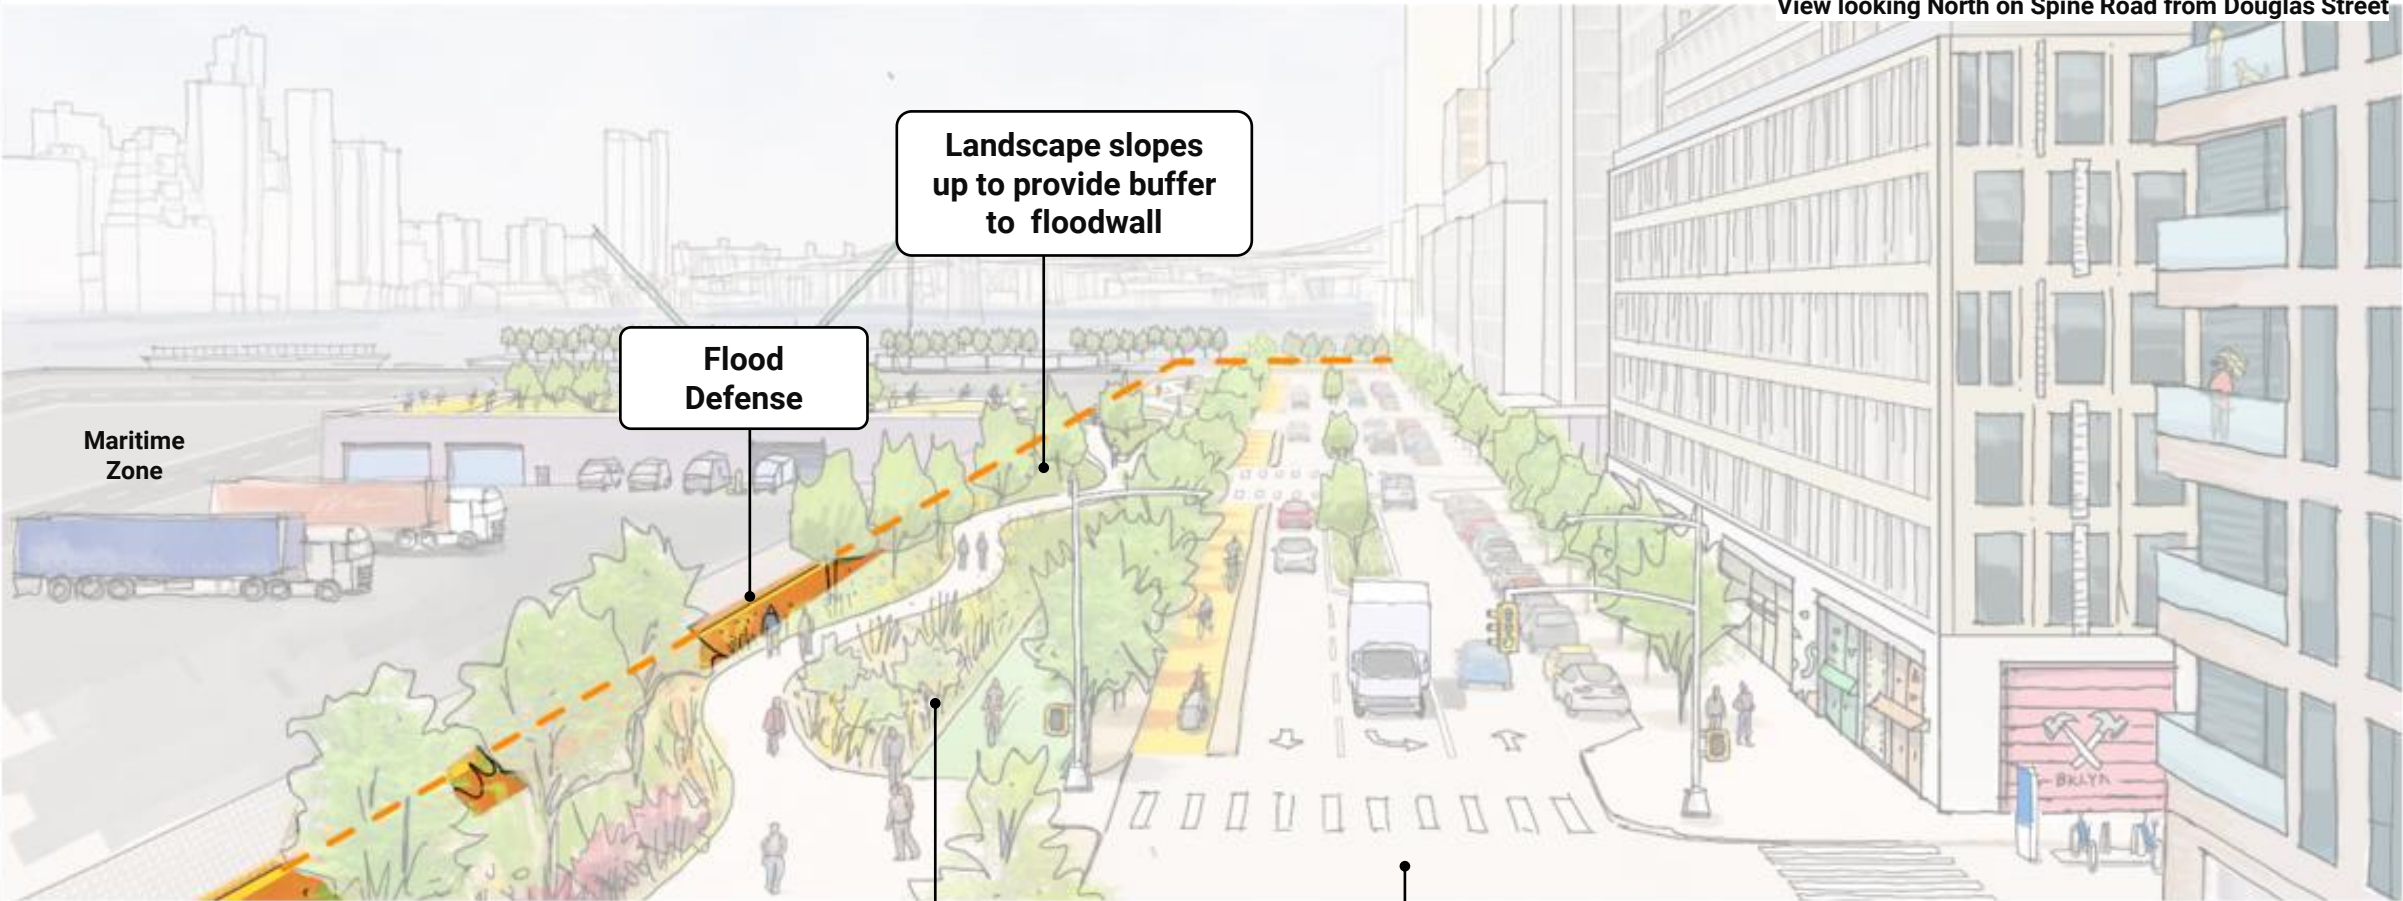 View looking North on Spine Road from Douglas Street
Landscape slopes
up to provide buffer
to floodwall
Flood
Defense
Maritime
Zone
BKLYN